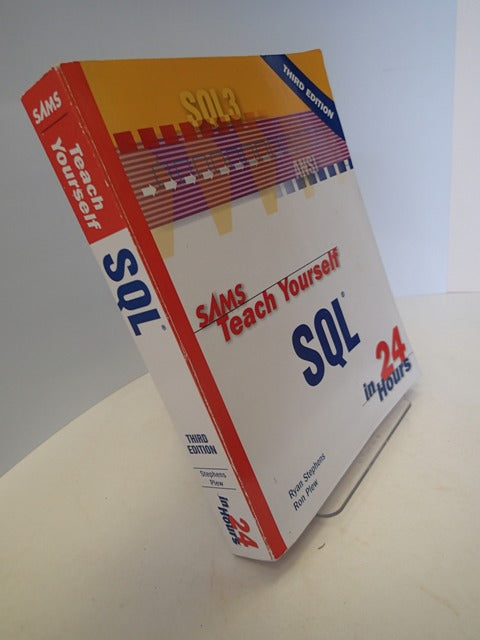 SAMS
Teach
Yourself
SQL
THIRD
EDITION
Stephens
Plew
in 24
Hours
SQL3
THIRD EDITION
ANSI
SAMS
Teach Yourself
SQL
in 24
Hours
Ryan Stephens
Ron Plew